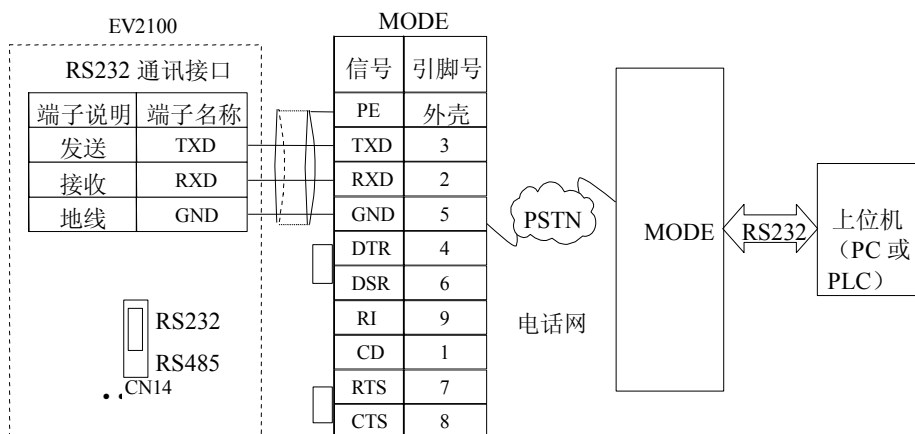 EV2100
RS232 通讯接口
端子说明 端子名称
发送 TXD
接收 RXD
地线 GND
RS232
RS485
CN14
MODE
信号 引脚号
PE 外壳
TXD 3
RXD 2
GND 5
DTR 4
DSR 6
RI 9
CD 1
RTS 7
CTS 8
PSTN
电话网
MODE
RS232
上位机
（PC 或
PLC）